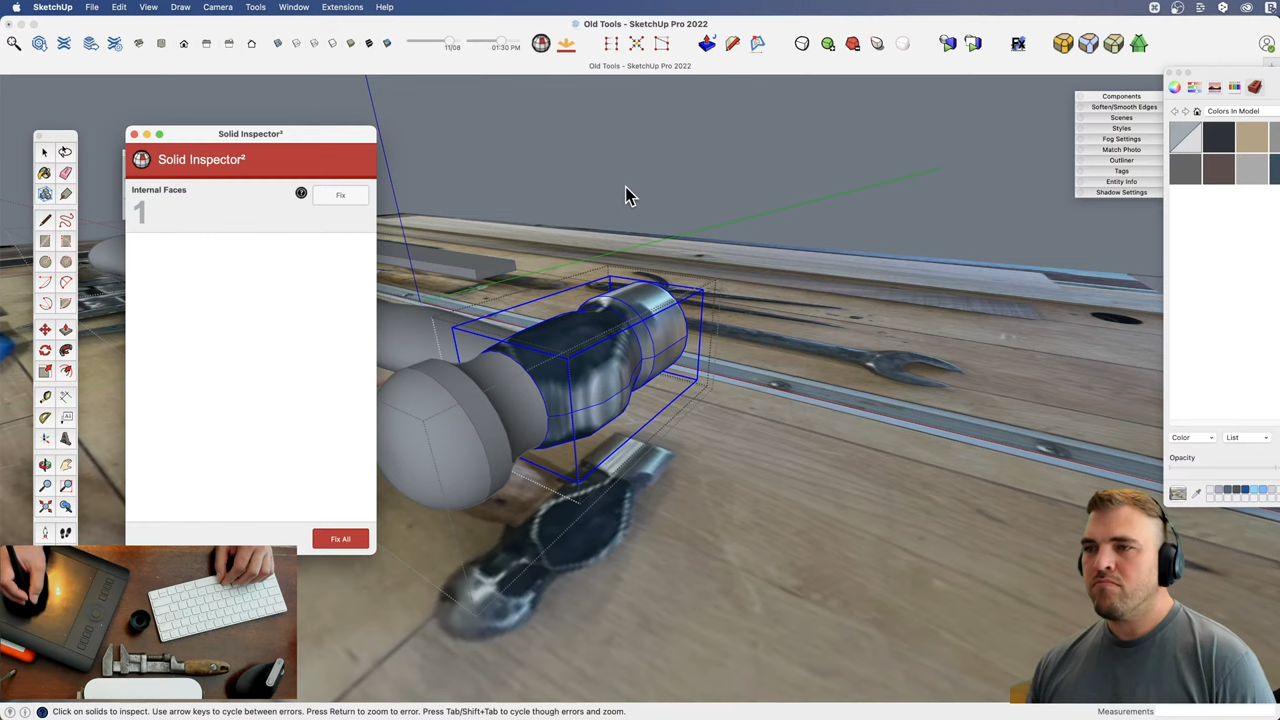 SketchUp File Edit View Draw Camera Tools Window Extensions Help
Old Tools - SketchUp Pro 2022
11/08 01:30 PM
Old Tools - SketchUp Pro 2022
Components
Soften/Smooth Edges
Scenes
Styles
Fog Settings
Match Photo
Outliner
Tags
Entity Info
Shadow Settings
Colors In Model
Color List
Opacity
Solid Inspector²
Solid Inspector²
Internal Faces
1
Fix
Fix All
Click on solids to inspect. Use arrow keys to cycle between errors. Press Return to zoom to error. Press Tab/Shift+Tab to cycle though errors and zoom.
Measurements